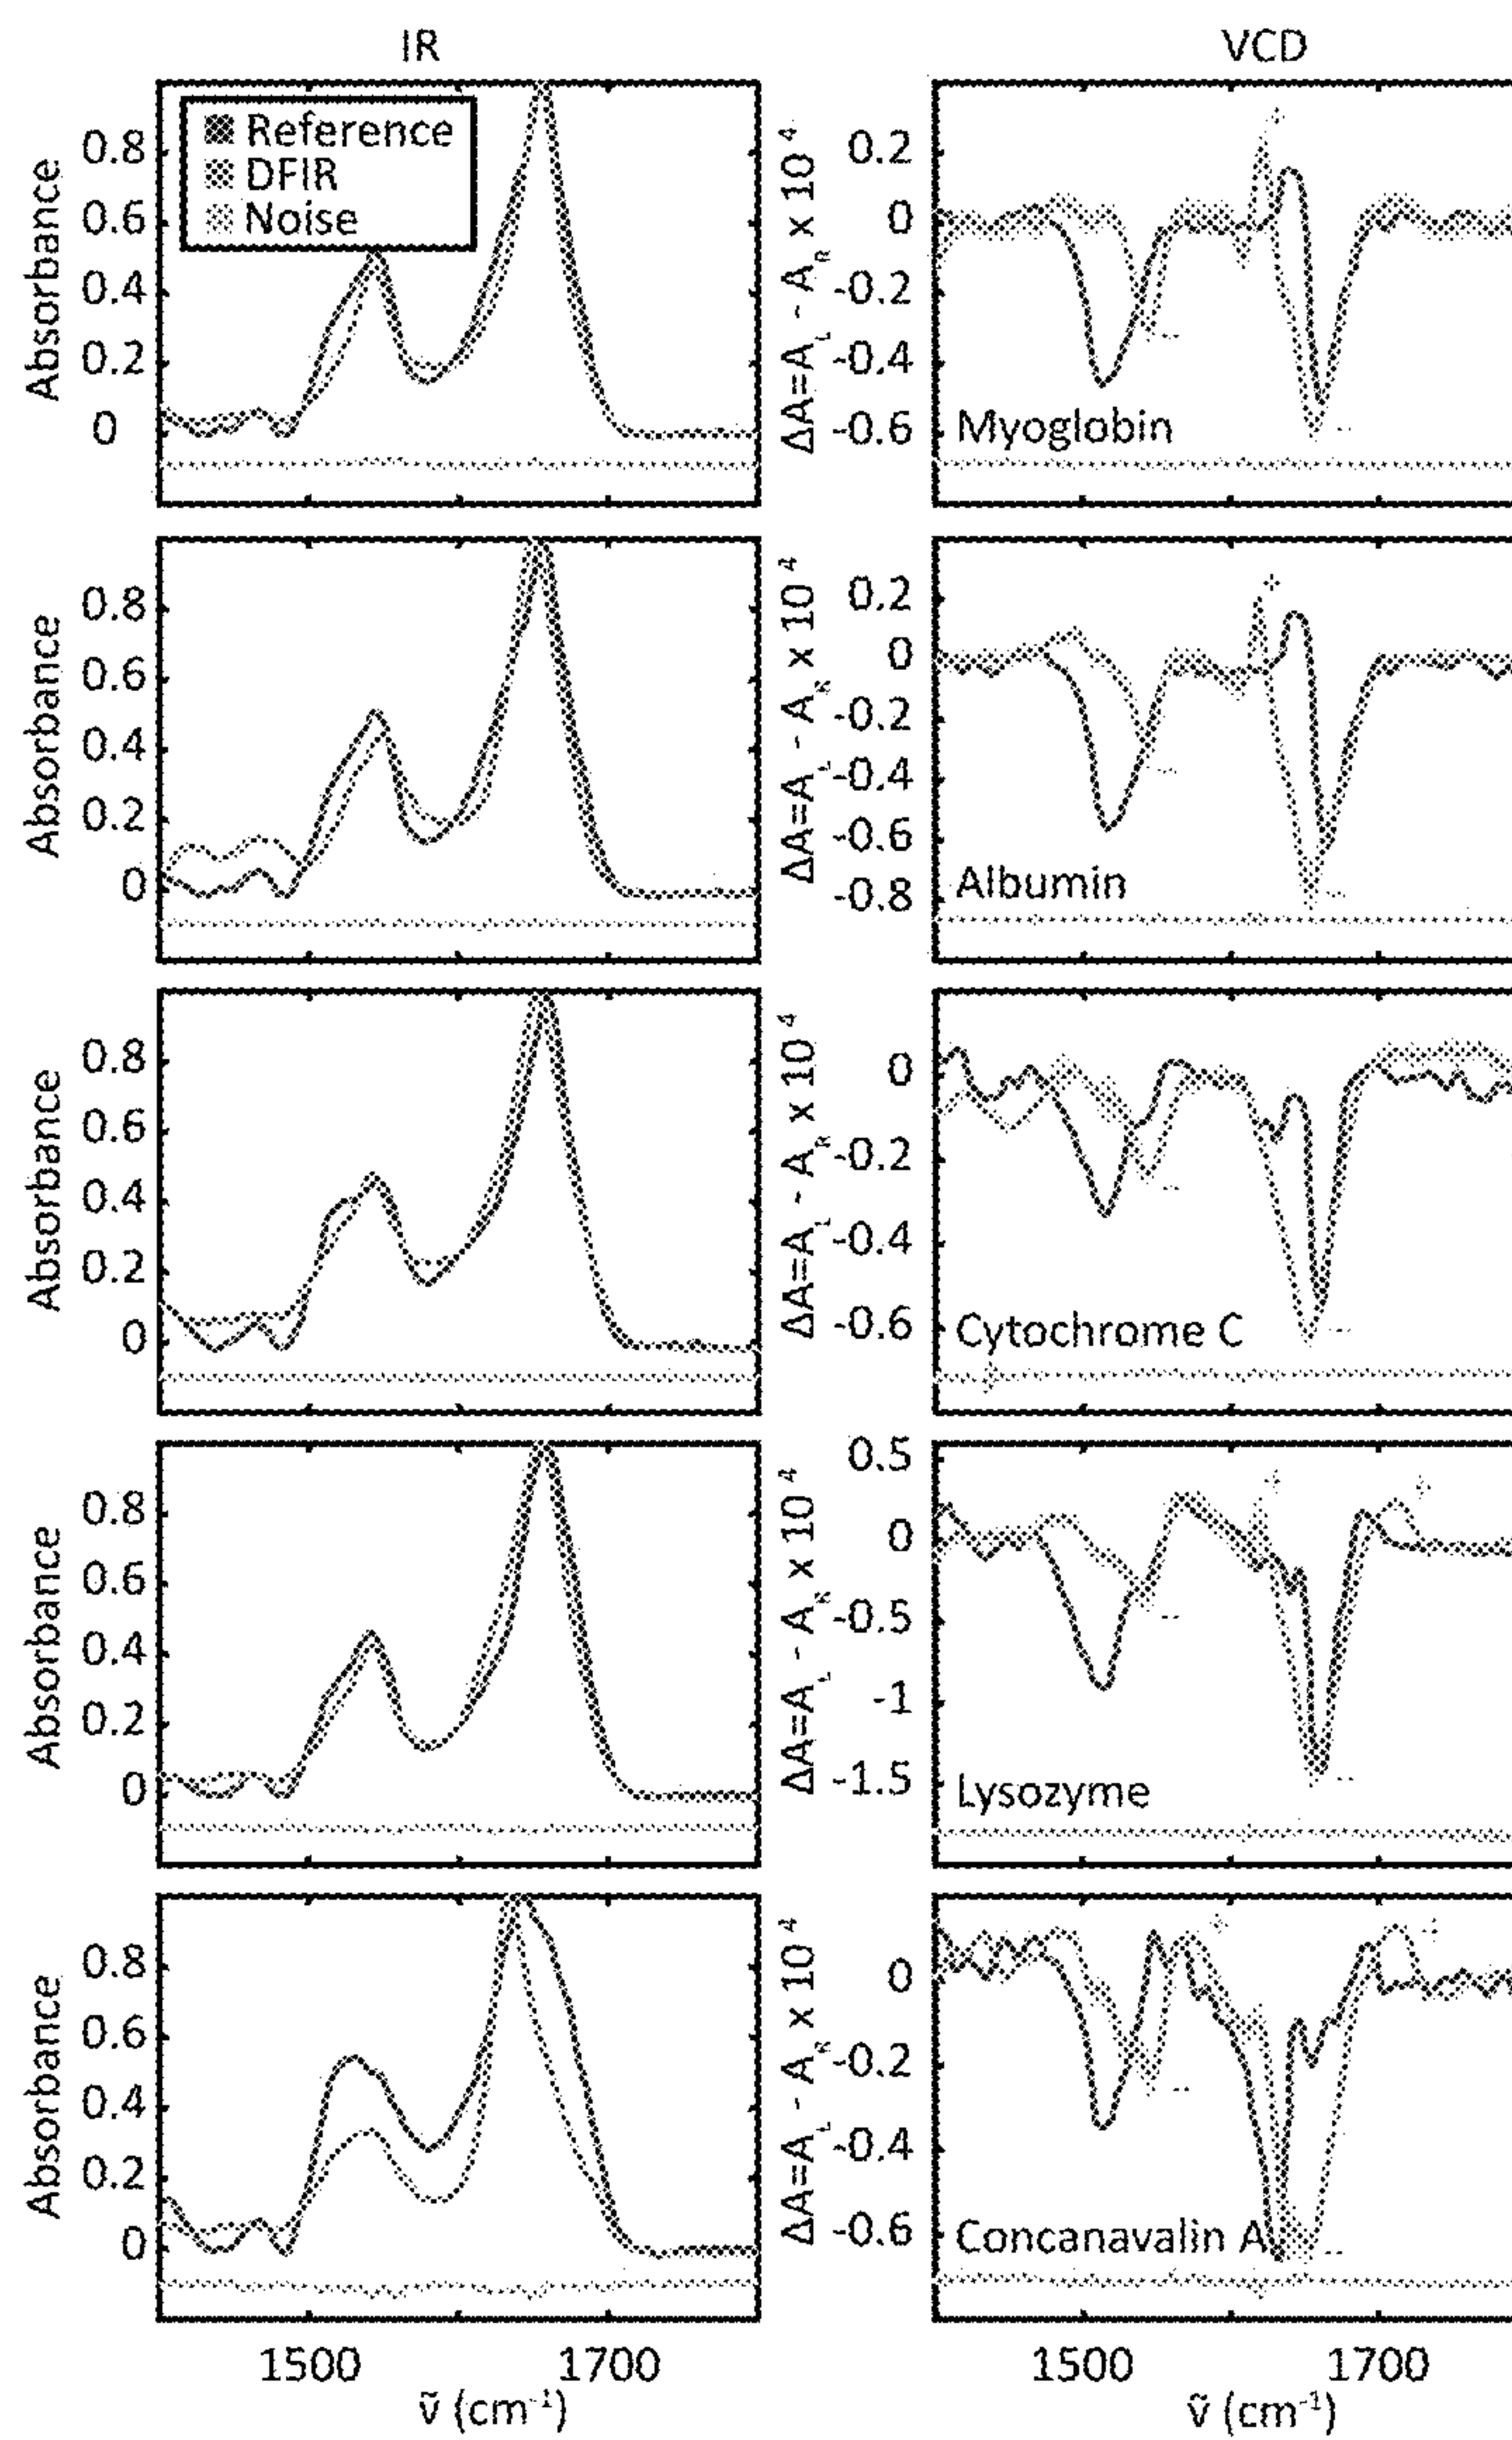 IR
VCD
Reference
DFIR
Noise
Absorbance
0.8
0.6
0.4
0.2
0
ΔA=A_L - A_R x 10^4
0.2
0
-0.2
-0.4
-0.6
Myoglobin
Absorbance
0.8
0.6
0.4
0.2
0
ΔA=A_L - A_R x 10^4
0.2
0
-0.2
-0.4
-0.6
-0.8
Albumin
Absorbance
0.8
0.6
0.4
0.2
0
ΔA=A_L - A_R x 10^4
0
-0.2
-0.4
-0.6
Cytochrome C
Absorbance
0.8
0.6
0.4
0.2
0
ΔA=A_L - A_R x 10^4
0.5
0
-0.5
-1
-1.5
Lysozyme
Absorbance
0.8
0.6
0.4
0.2
0
ΔA=A_L - A_R x 10^4
0
-0.2
-0.4
-0.6
Concanavalin A
1500 1700
ṽ (cm⁻¹)
1500 1700
ṽ (cm⁻¹)